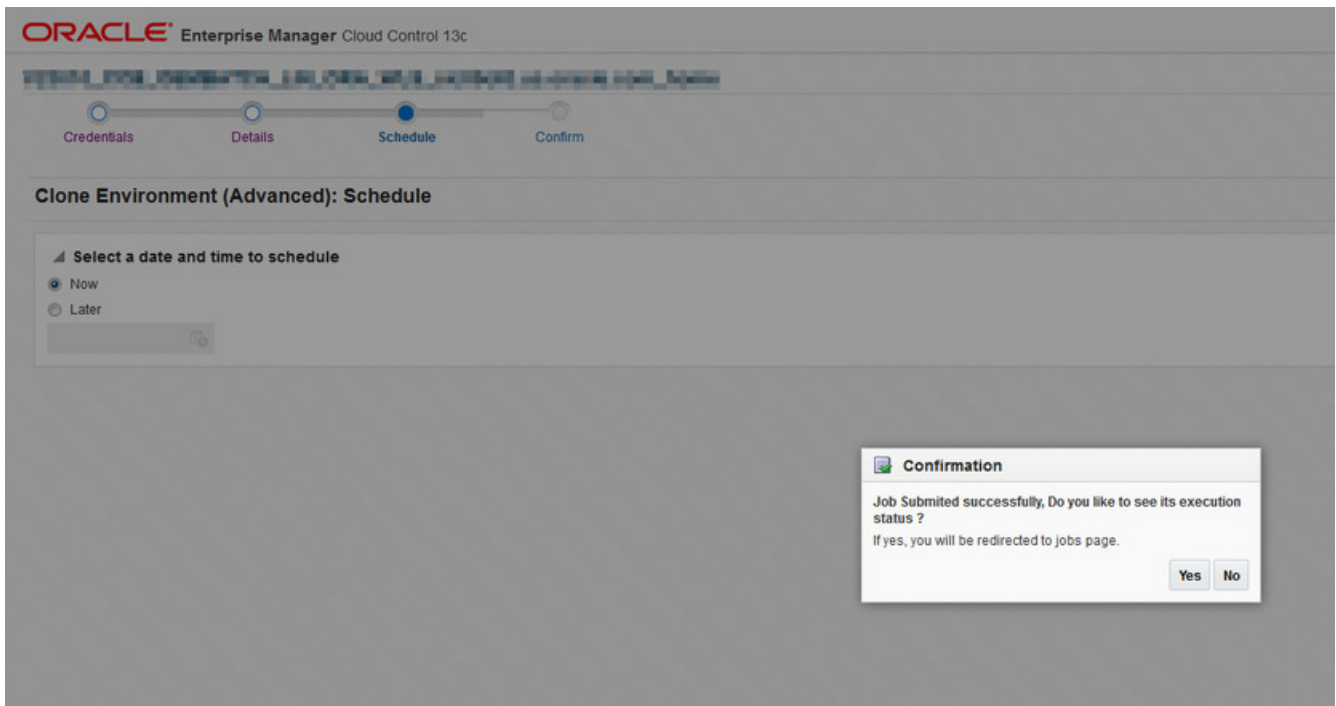 ORACLE Enterprise Manager Cloud Control 13c
Credentials Details Schedule Confirm
Clone Environment (Advanced): Schedule
Select a date and time to schedule
Now
Later
Confirmation
Job Submited successfully, Do you like to see its execution
status ?
If yes, you will be redirected to jobs page.
Yes No